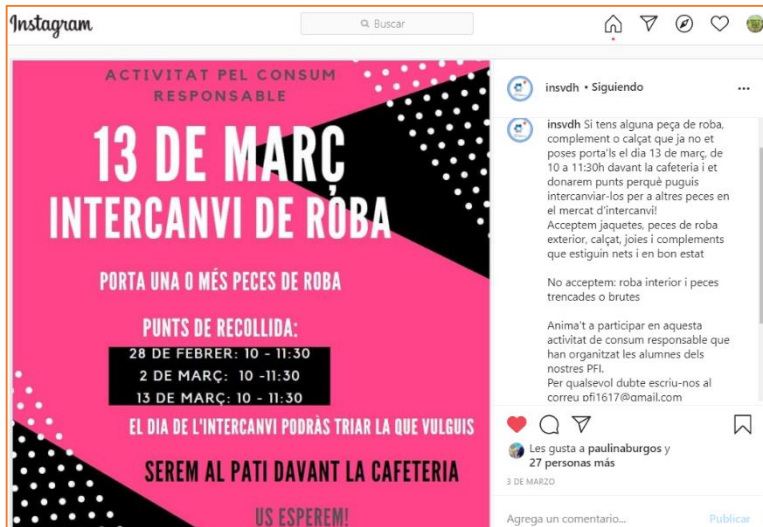 Instagram
Buscar
ACTIVITAT PEL CONSUM
RESPONSABLE
13 DE MARÇ
INTERCANVI DE ROBA
PORTA UNA O MÉS PECES DE ROBA
PUNTS DE RECOLLIDA:
28 DE FEBRER: 10 - 11:30
2 DE MARÇ: 10 -11:30
13 DE MARÇ: 10 - 11:30
EL DIA DE L'INTERCANVI PODRÀS TRIAR LA QUE VULGUIS
SEREM AL PATI DAVANT LA CAFETERIA
US ESPEREM!
insvdh • Siguiendo
insvdh Si tens alguna peça de roba,
complement o calçat que ja no et
poses porta'ls el dia 13 de març, de
10 a 11:30h davant la cafeteria i et
donarem punts perquè puguis
intercanviar-los per a altres peces en
el mercat d'intercanvi!
Acceptem jaquetes, peces de roba
exterior, calçat, joies i complements
que estiguin nets i en bon estat
No acceptem: roba interior i peces
trencades o brutes
Anima't a participar en aquesta
activitat de consum responsable que
han organitzat les alumnes dels
nostres PFI.
Per qualsevol dubte escriu-nos al
correu pfi1617@gmail.com
Les gusta a paulinaburgos y
27 personas más
3 DE MARZO
Agrega un comentario...
Publicar